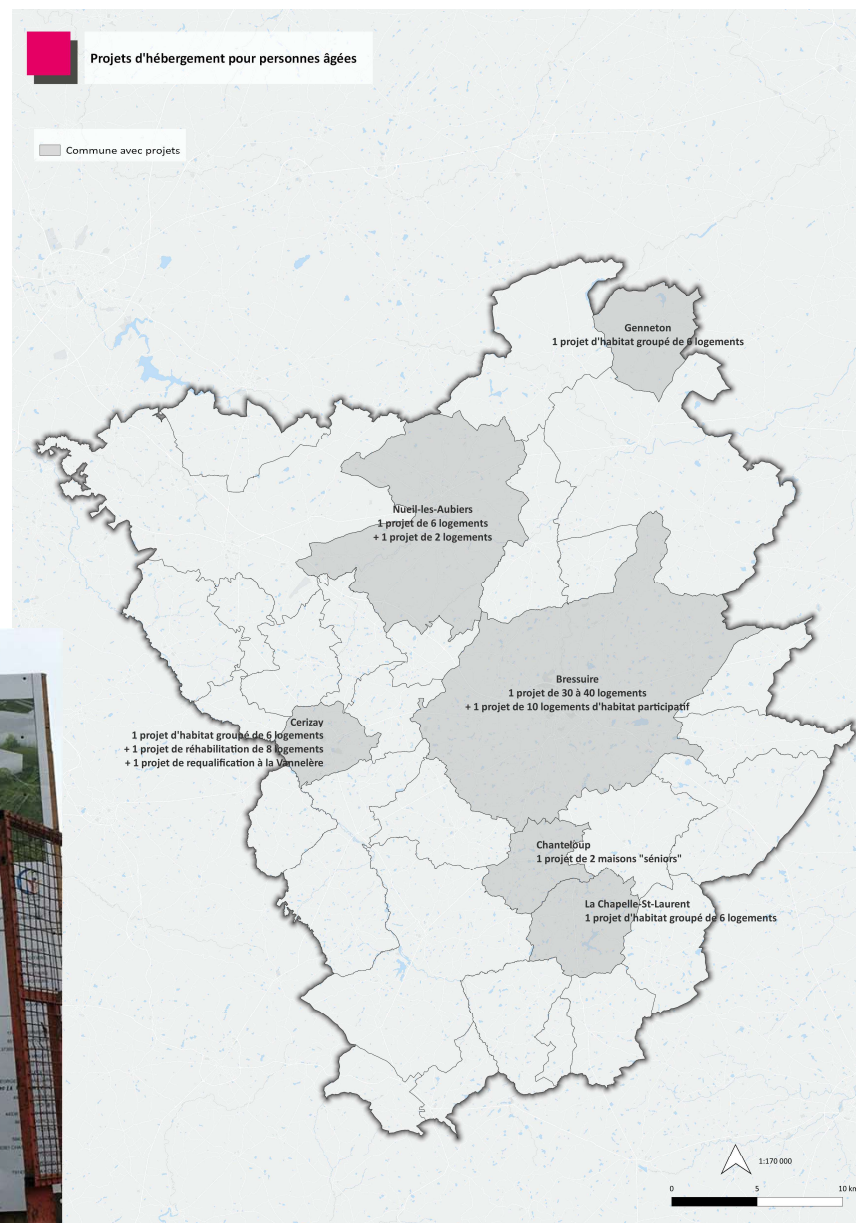 Projets d'hébergement pour personnes âgées
Commune avec projets
Genneton
1 projet d'habitat groupé de 6 logements
Nueil-les-Aubiers
1 projet de 6 logements
+ 1 projet de 2 logements
Bressuire
1 projet de 30 à 40 logements
+ 1 projet de 10 logements d'habitat participatif
Cerizay
1 projet d'habitat groupé de 6 logements
+ 1 projet de réhabilitation de 8 logements
+ 1 projet de requalification à la Vannelère
Chanteloup
1 projet de 2 maisons "séniors"
La Chapelle-St-Laurent
1 projet d'habitat groupé de 6 logements
1:170 000
0 5 10 km